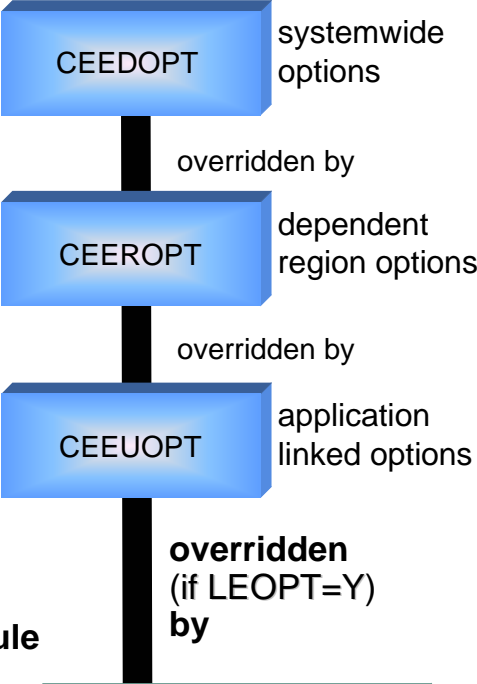 CEEDOPT
systemwide
options
overridden by
CEEROPT
dependent
region options
overridden by
CEEUOPT
application
linked options
overridden
(if LEOPT=Y)
by